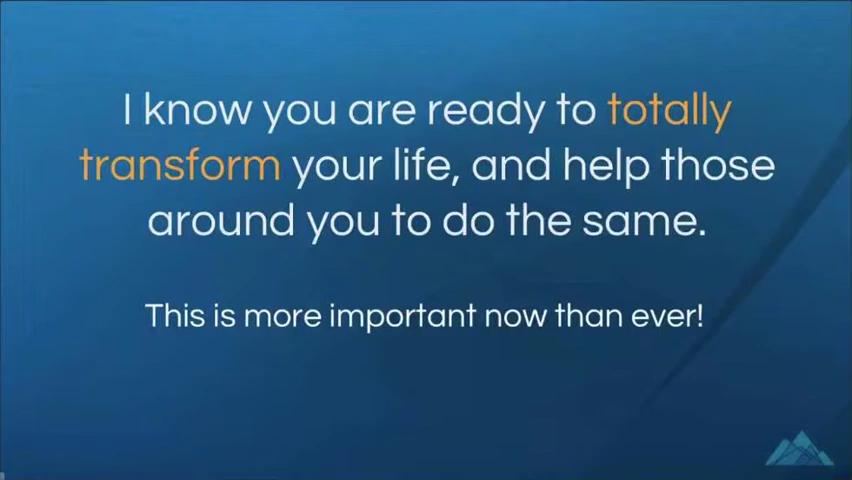 I know you are ready to totally
transform your life, and help those
around you to do the same.
This is more important now than ever!